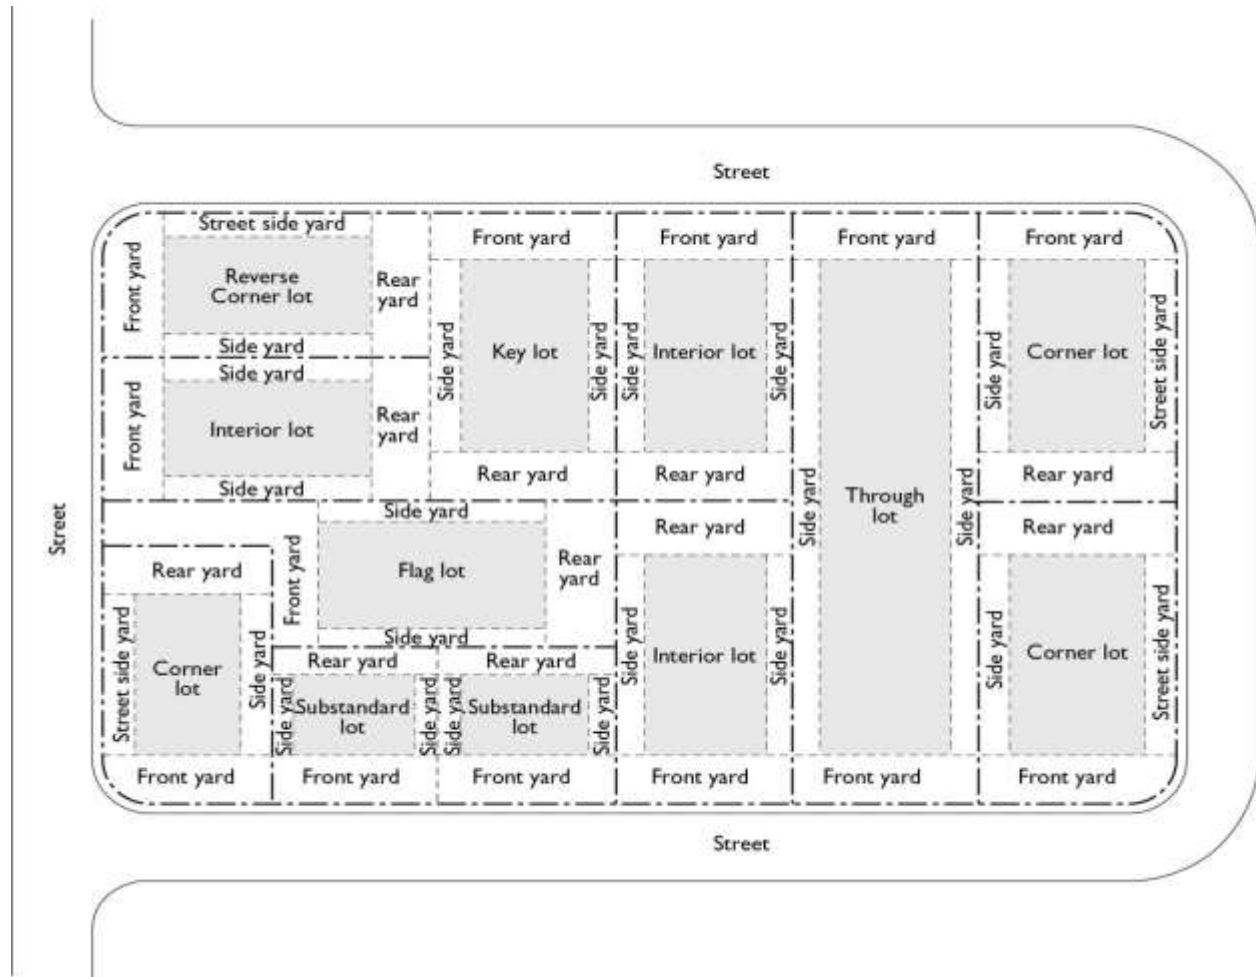 Street
Street side yard
Front yard
Reverse
Corner lot
Rear
yard
Side yard
Front yard
Side yard
Key lot
Side yard
Rear yard
Front yard
Side yard
Interior lot
Side yard
Rear yard
Front yard
Side yard
Through
lot
Side yard
Front yard
Front yard
Side yard
Corner lot
Street side yard
Rear yard
Side yard
Front yard
Interior lot
Rear
yard
Side yard
Street
Side yard
Front yard
Flag lot
Rear
yard
Side yard
Rear yard
Street side yard
Corner
lot
Side yard
Front yard
Rear yard
Side yard
Substandard
lot
Side yard
Front yard
Rear yard
Side yard
Substandard
lot
Side yard
Front yard
Rear yard
Side yard
Interior lot
Side yard
Front yard
Rear yard
Side yard
Corner lot
Street side yard
Front yard
Street